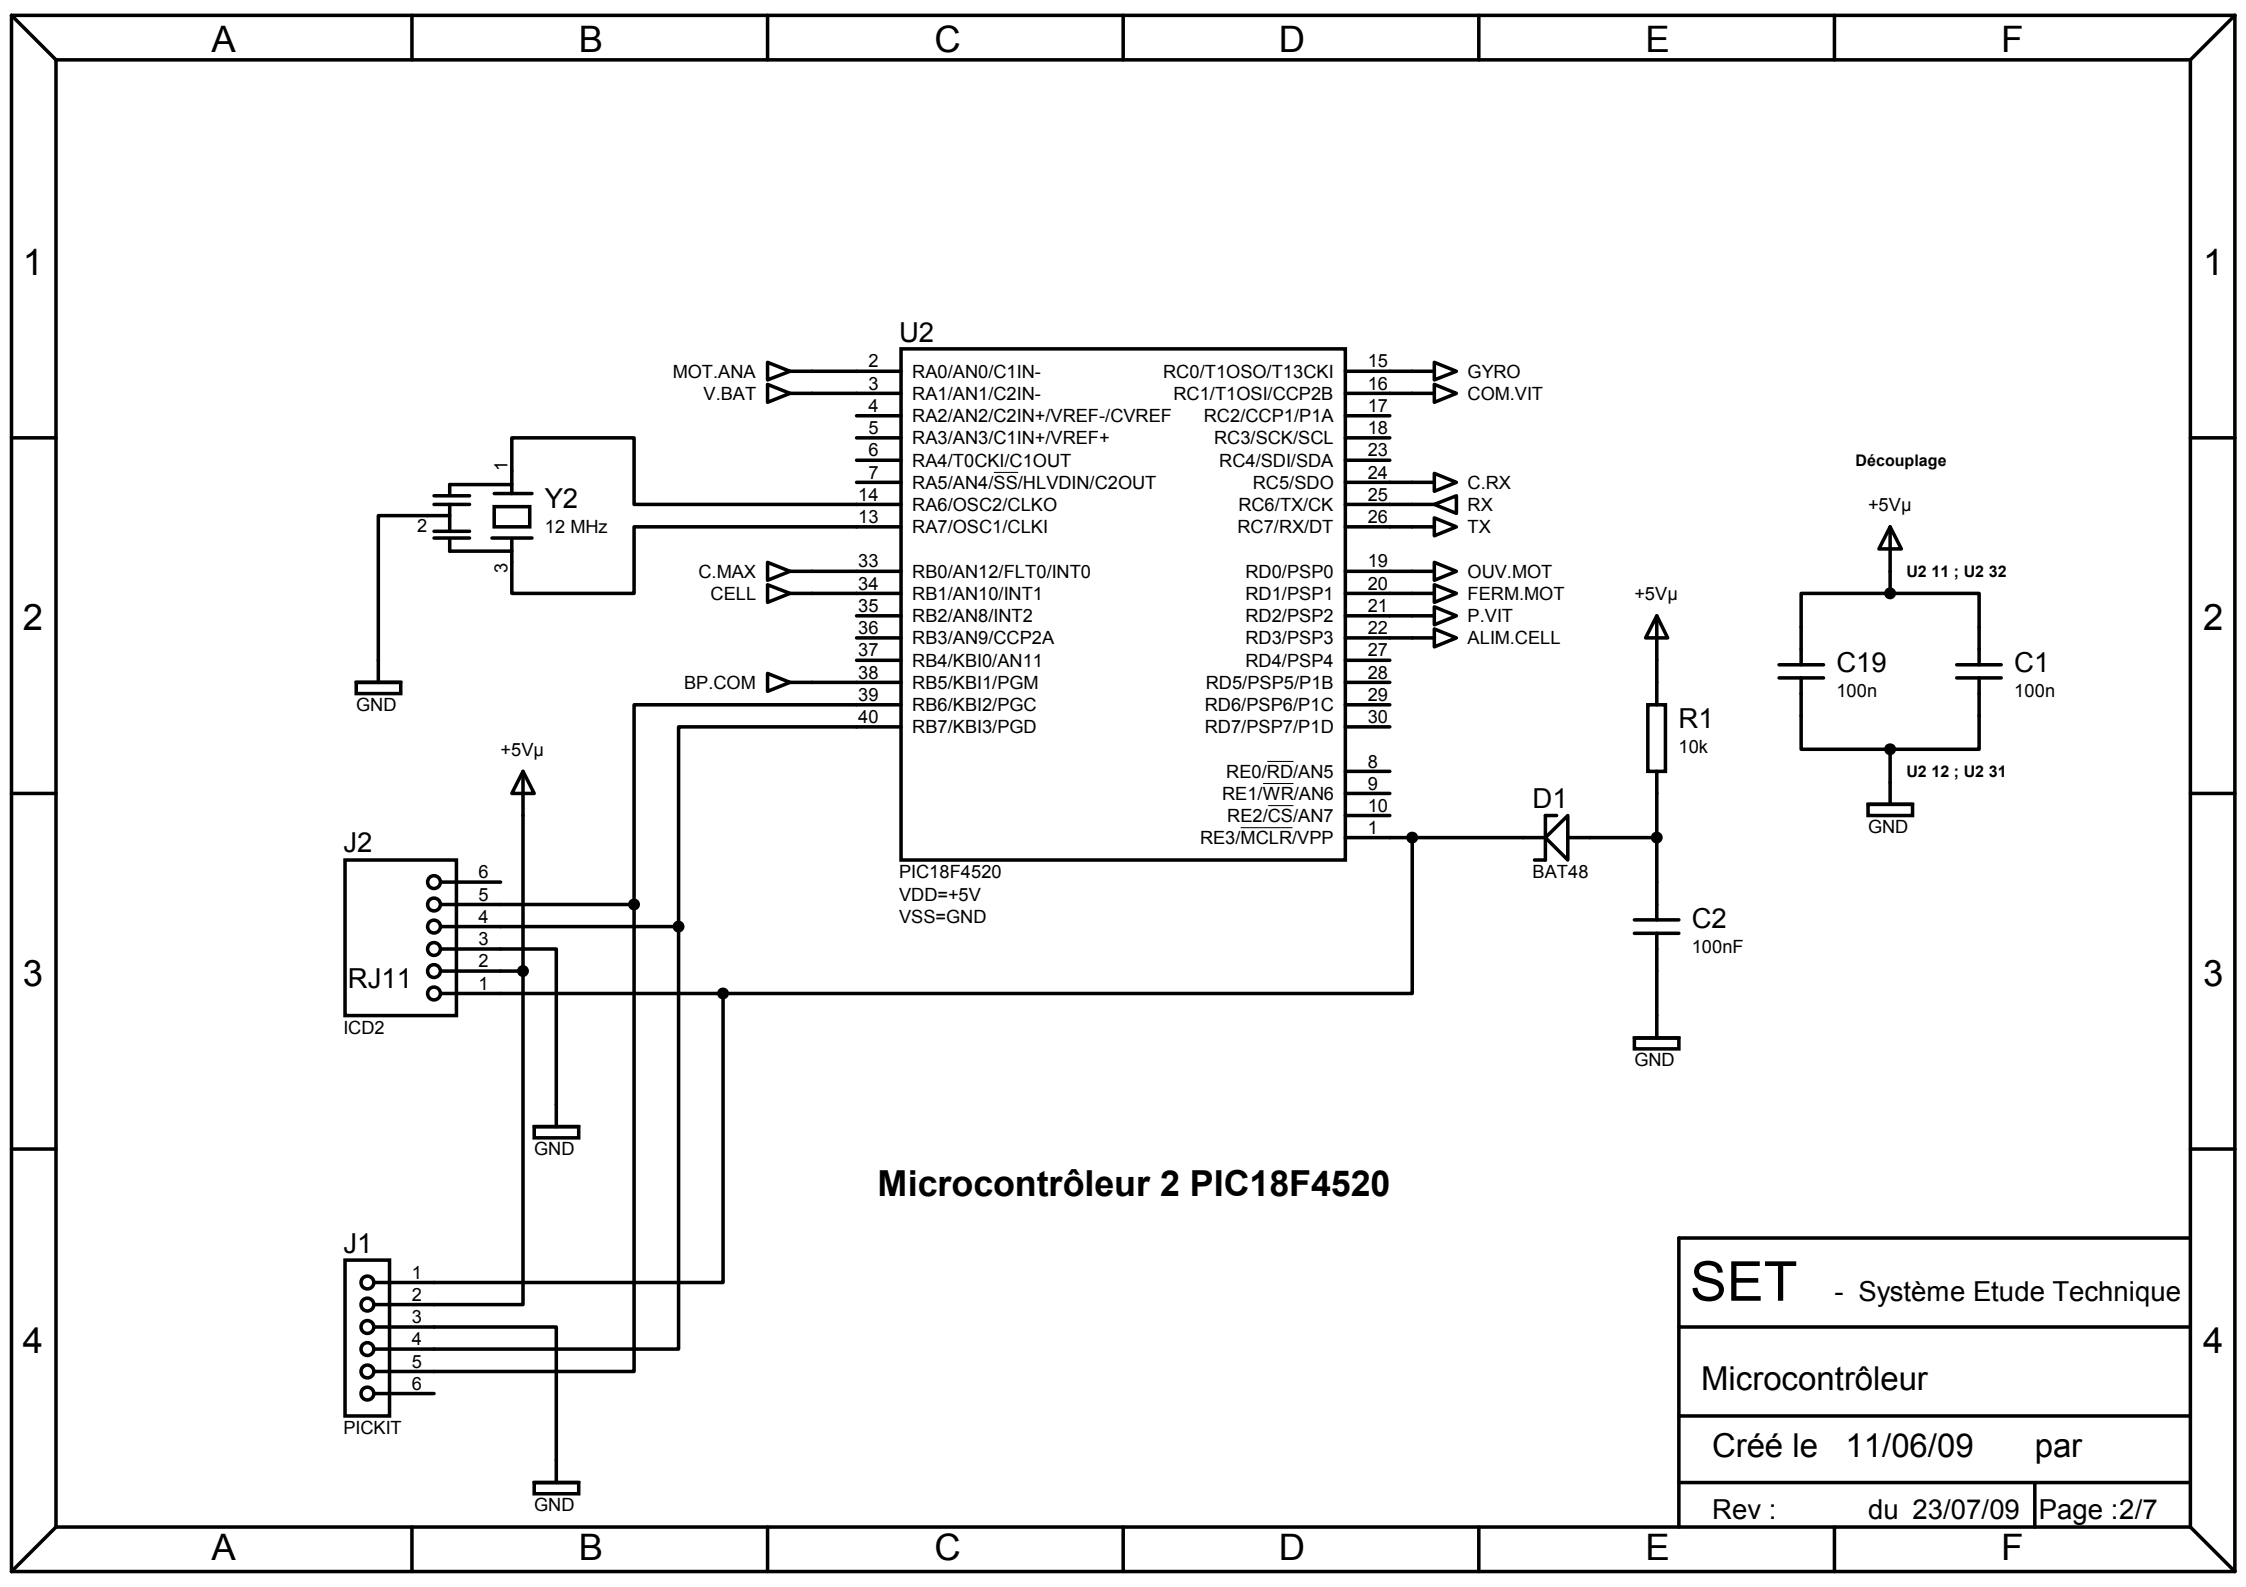 A B C D E F
1 1
2 2
3 3
4 4
U2
MOT.ANA 2 RA0/AN0/C1IN-
V.BAT 3 RA1/AN1/C2IN-
4 RA2/AN2/C2IN+/VREF-/CVREF
5 RA3/AN3/C1IN+/VREF+
6 RA4/T0CKI/C1OUT
7 RA5/AN4/SS/HLVDIN/C2OUT
14 RA6/OSC2/CLKO
13 RA7/OSC1/CLKI
C.MAX 33 RB0/AN12/FLT0/INT0
CELL 34 RB1/AN10/INT1
35 RB2/AN8/INT2
36 RB3/AN9/CCP2A
37 RB4/KBI0/AN11
BP.COM 38 RB5/KBI1/PGM
39 RB6/KBI2/PGC
40 RB7/KBI3/PGD
RC0/T1OSO/T13CKI 15 GYRO
RC1/T1OSI/CCP2B 16 COM.VIT
RC2/CCP1/P1A 17
RC3/SCK/SCL 18
RC4/SDI/SDA 23
RC5/SDO 24 C.RX
RC6/TX/CK 25 RX
RC7/RX/DT 26 TX
RD0/PSP0 19 OUV.MOT
RD1/PSP1 20 FERM.MOT
RD2/PSP2 21 P.VIT
RD3/PSP3 22 ALIM.CELL
RD4/PSP4 27
RD5/PSP5/P1B 28
RD6/PSP6/P1C 29
RD7/PSP7/P1D 30
RE0/RD/AN5 8
RE1/WR/AN6 9
RE2/CS/AN7 10
RE3/MCLR/VPP 1
PIC18F4520
VDD=+5V
VSS=GND
1
Y2
2 12 MHz
3
GND
+5Vµ
J2
6
5
4
3
2
RJ11 1
ICD2
GND
J1
1
2
3
4
5
6
PICKIT
GND
+5Vµ
R1
10k
D1
BAT48
C2
100nF
GND
Découplage
+5Vµ
U2 11 ; U2 32
C19 C1
100n 100n
U2 12 ; U2 31
GND
Microcontrôleur 2 PIC18F4520
SET - Système Etude Technique
Microcontrôleur
Créé le 11/06/09 par
Rev : du 23/07/09 Page :2/7
A B C D E F